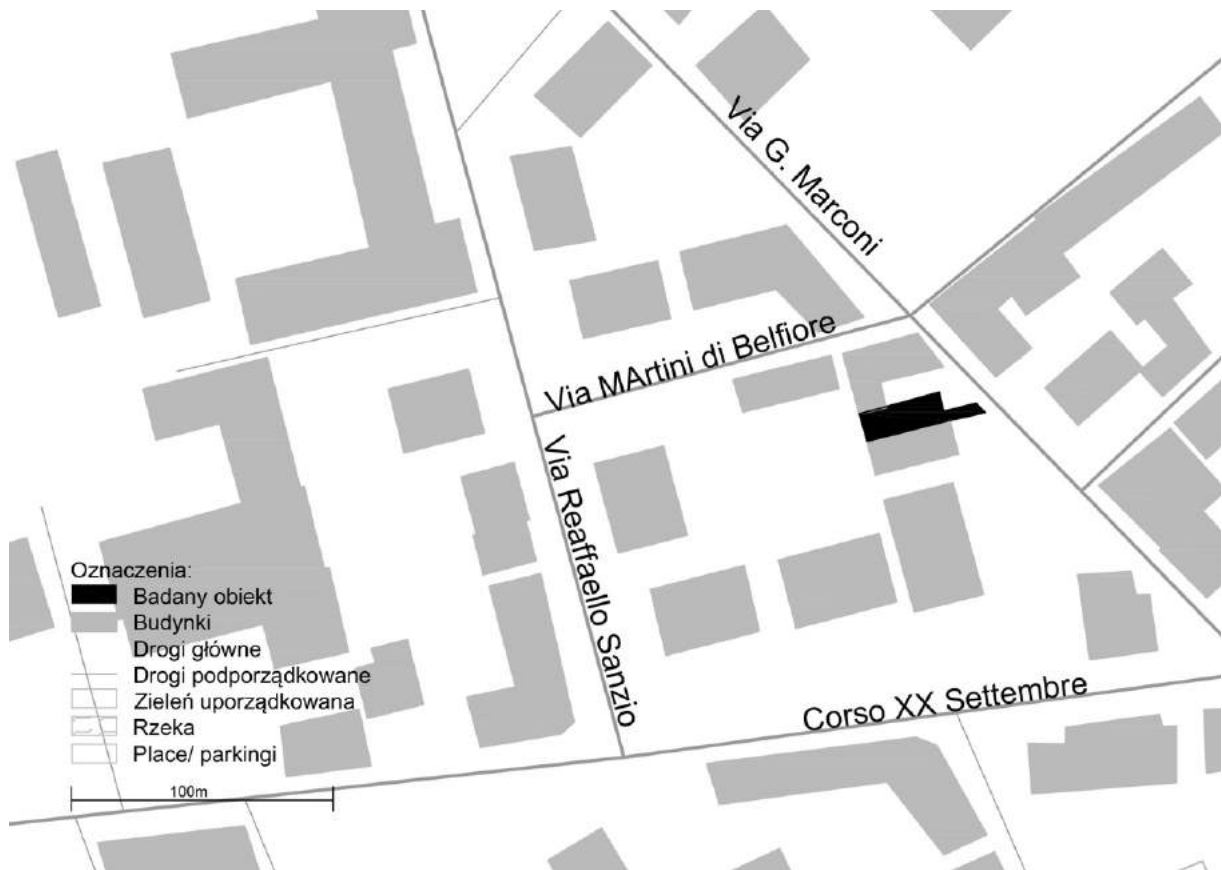 Via G. Marconi
Via MArtini di Belfiore
Via Reaffaello Sanzio
Corso XX Settembre
Oznaczenia:
Badany obiekt
Budynki
Drogi główne
Drogi podporządkowane
Zieleń uporządkowana
Rzeka
Place/ parkingi
100m